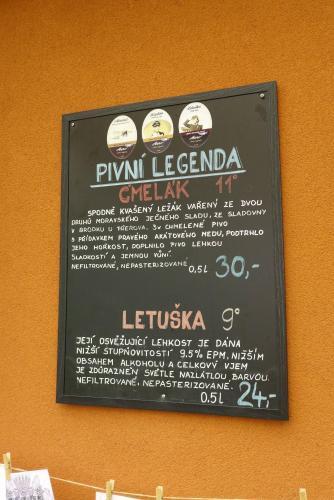 PIVNÍ LEGENDA
ČMELÁK 11°
SPODNĚ KVAŠENÝ LEŽÁK VAŘENÝ ZE DVOU
DRUHŮ MORAVSKÉHO JEČNÉHO SLADU, ZE SLADOVNY
V BRODKU U PŘEROVA. 3x CHMELENÉ PIVO
S PŘÍDAVKEM PRAVÉHO AKÁTOVÉHO MEDU, PODTRHLO
JEHO HOŘKOST, DOPLNILO PIVO LEHKOU
SLADKOSTÍ A JEMNOU VŮNÍ.
NEFILTROVANÉ, NEPASTERIZOVANÉ 0,5l 30,-
LETUŠKA 9°
JEJÍ OSVĚŽUJÍCÍ LEHKOST JE DÁNA
NIŽŠÍ STUPŇOVITOSTÍ 9.5% EPM, NIŽŠÍM
OBSAHEM ALKOHOLU A CELKOVÝ VJEM
JE ZDŮRAZNĚN SVĚTLE NAZLÁTLOU BARVOU.
NEFILTROVANÉ, NEPASTERIZOVANÉ.
0.5l 24,-